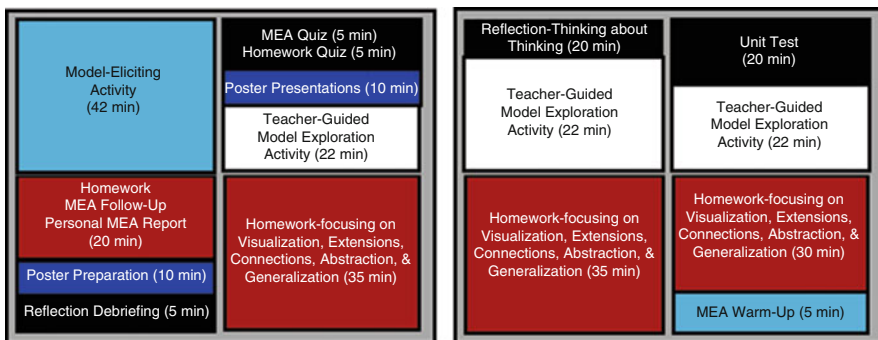 Model-Eliciting
Activity
(42 min)
Homework
MEA Follow-Up
Personal MEA Report
(20 min)
Poster Preparation (10 min)
Reflection Debriefing (5 min)
MEA Quiz (5 min)
Homework Quiz (5 min)
Poster Presentations (10 min)
Teacher-Guided
Model Exploration
Activity (22 min)
Homework-focusing on
Visualization, Extensions,
Connections, Abstraction, &
Generalization (35 min)
Reflection-Thinking about
Thinking (20 min)
Teacher-Guided
Model Exploration
Activity (22 min)
Homework-focusing on
Visualization, Extensions,
Connections, Abstraction, &
Generalization (35 min)
Unit Test
(20 min)
Teacher-Guided
Model Exploration
Activity (22 min)
Homework-focusing on
Visualization, Extensions,
Connections, Abstraction, &
Generalization (30 min)
MEA Warm-Up (5 min)